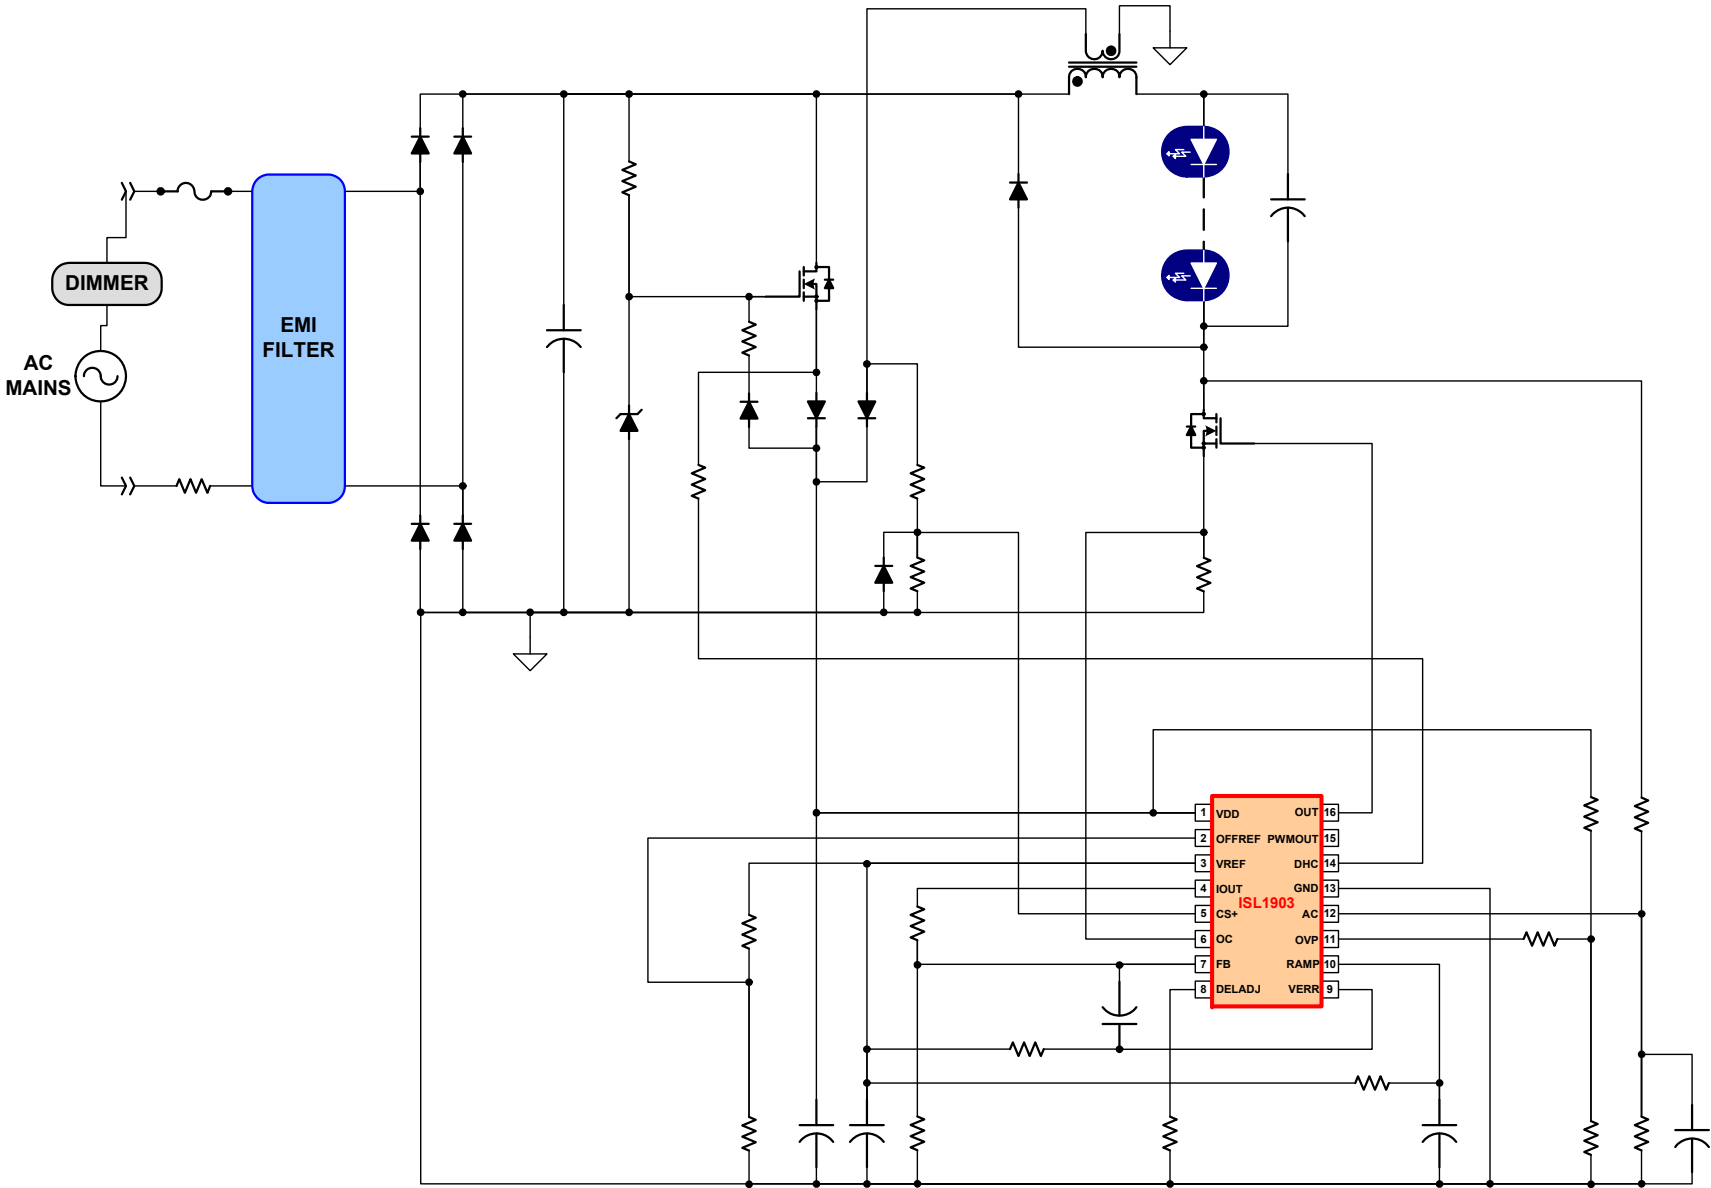 DIMMER
AC
MAINS
EMI
FILTER
1 VDD OUT 16
2 OFFREF PWMOUT 15
3 VREF DHC 14
4 IOUT GND 13
ISL1903
5 CS+ AC 12
6 OC OVP 11
7 FB RAMP 10
8 DELADJ VERR 9